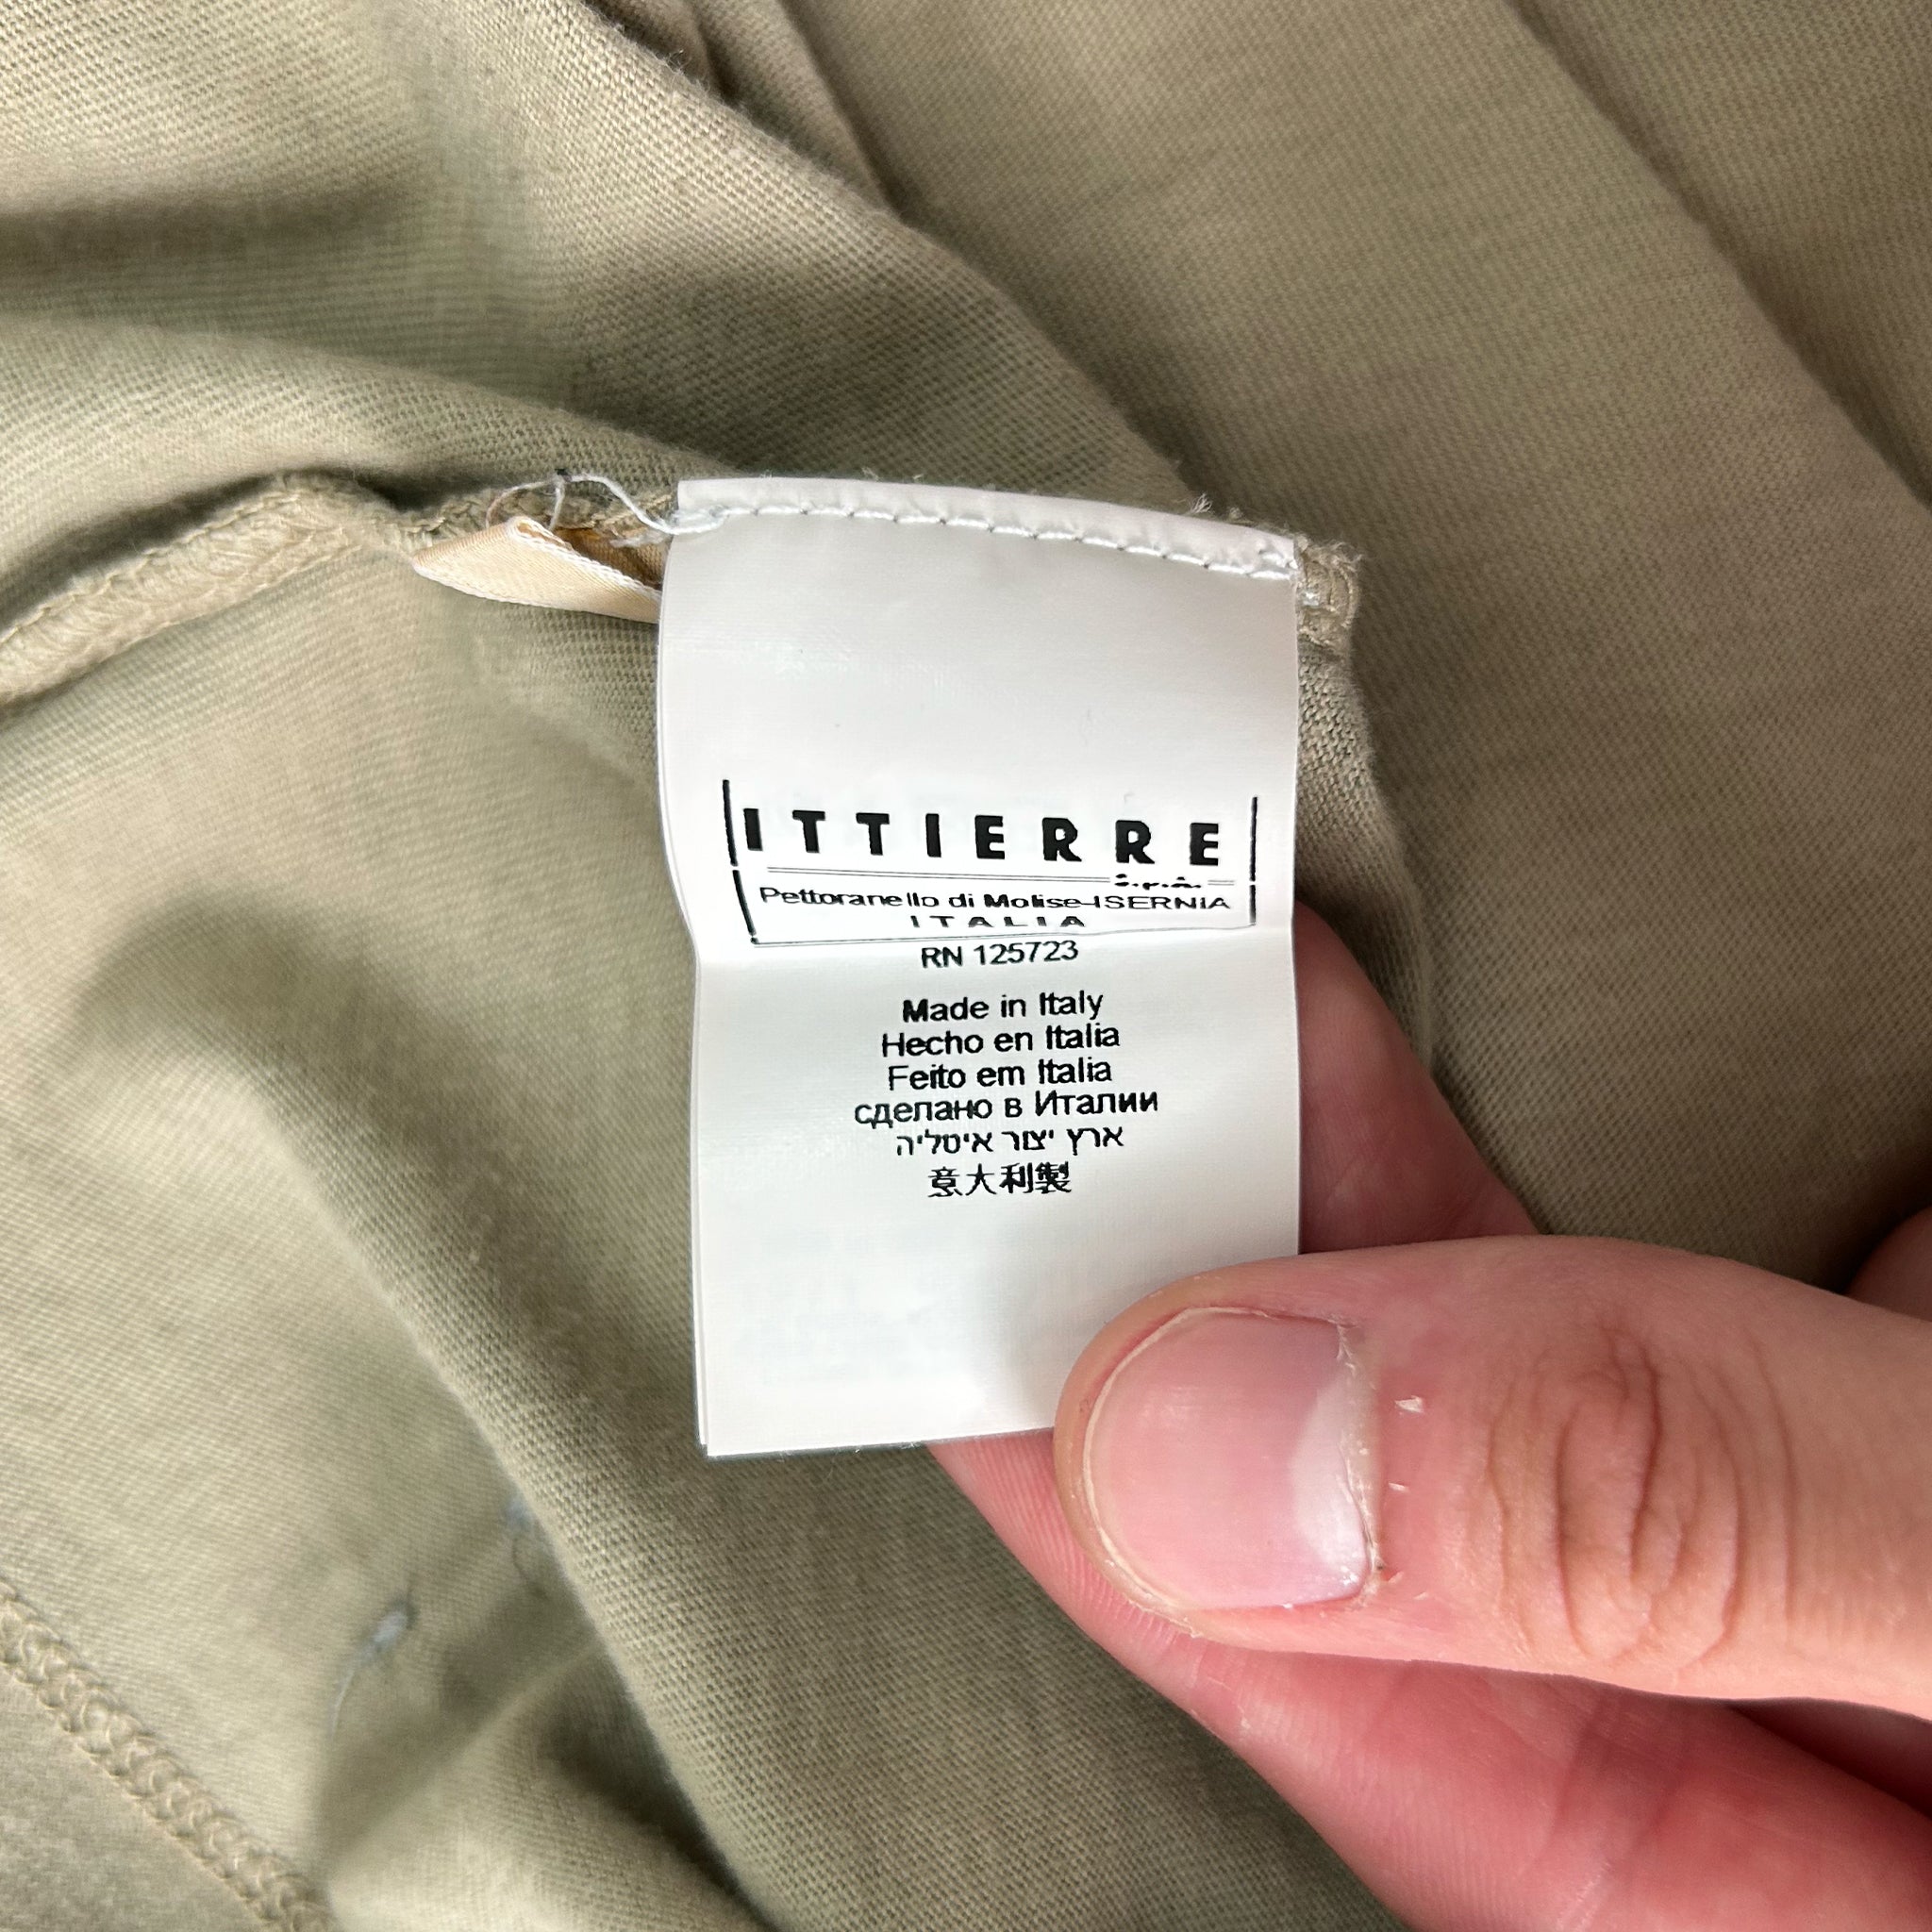 ITTIERRE
S.p.A.
Pettoranello di Molise-ISERNIA
ITALIA
RN 125723
Made in Italy
Hecho en Italia
Feito em Italia
сделано в Италии
ארץ יצור איטליה
意大利製